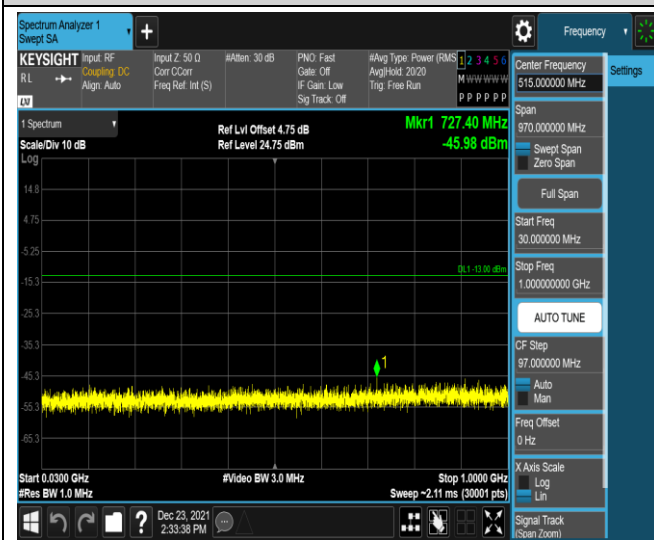 Spectrum Analyzer 1
Swept SA
+
Frequency
KEYSIGHT
RL
LXI
Input: RF
Coupling: DC
Align: Auto
Input Z: 50 Ω
Corr CCorr
Freq Ref: Int (S)
#Atten: 30 dB
PNO: Fast
Gate: Off
IF Gain: Low
Sig Track: Off
#Avg Type: Power (RMS
Avg|Hold: 20/20
Trig: Free Run
1 2 3 4 5 6
M W W W W W
P P P P P P
Center Frequency
515.000000 MHz
Settings
1 Spectrum
Scale/Div 10 dB
Log
Ref Lvl Offset 4.75 dB
Ref Level 24.75 dBm
Mkr1 727.40 MHz
-45.98 dBm
Span
970.000000 MHz
Swept Span
Zero Span
Full Span
Start Freq
30.000000 MHz
Stop Freq
1.000000000 GHz
AUTO TUNE
CF Step
97.000000 MHz
Auto
Man
Freq Offset
0 Hz
X Axis Scale
Log
Lin
Signal Track
(Span Zoom)
14.8
4.75
-5.25
DL1 -13.00 dBm
-15.3
-25.3
-35.3
1
-45.3
-55.3
-65.3
Start 0.0300 GHz
#Res BW 1.0 MHz
#Video BW 3.0 MHz
Stop 1.0000 GHz
Sweep ~2.11 ms (30001 pts)
?
Dec 23, 2021
2:33:38 PM